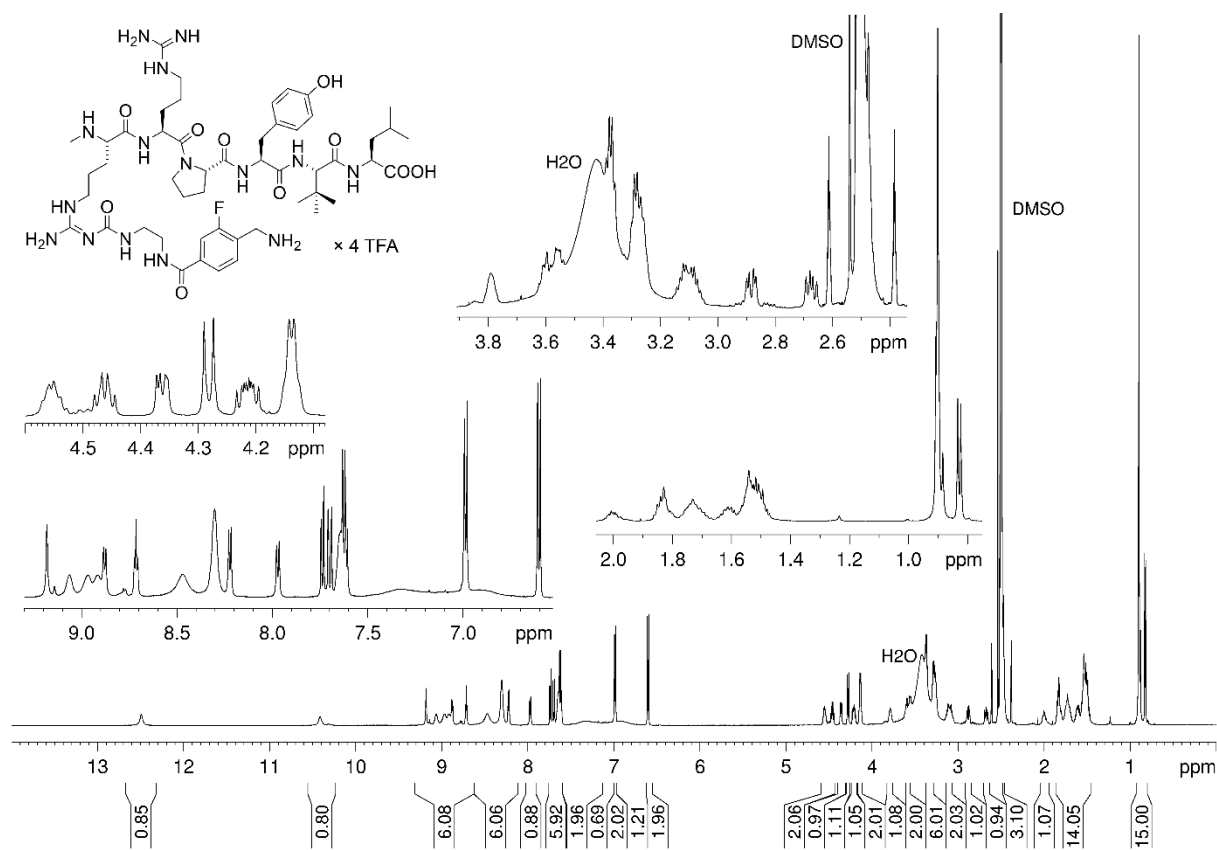 H2N NH
HN
OH
H N O O
N H N H N O H N COOH
N H O
HN O F
H2N N N H H N NH2
O
× 4 TFA
DMSO
H2O
DMSO
3.8 3.6 3.4 3.2 3.0 2.8 2.6 ppm
4.5 4.4 4.3 4.2 ppm
2.0 1.8 1.6 1.4 1.2 1.0 ppm
9.0 8.5 8.0 7.5 7.0 ppm
H2O
13 12 11 10 9 8 7 6 5 4 3 2 1 ppm
0.85 0.80 6.08 6.06 0.88 5.92 1.96 0.69 2.02 1.21 1.96 2.06 0.97 1.11 1.05 2.01 1.08 2.00 6.01 2.03 1.02 0.94 3.10 1.07 14.05 15.00